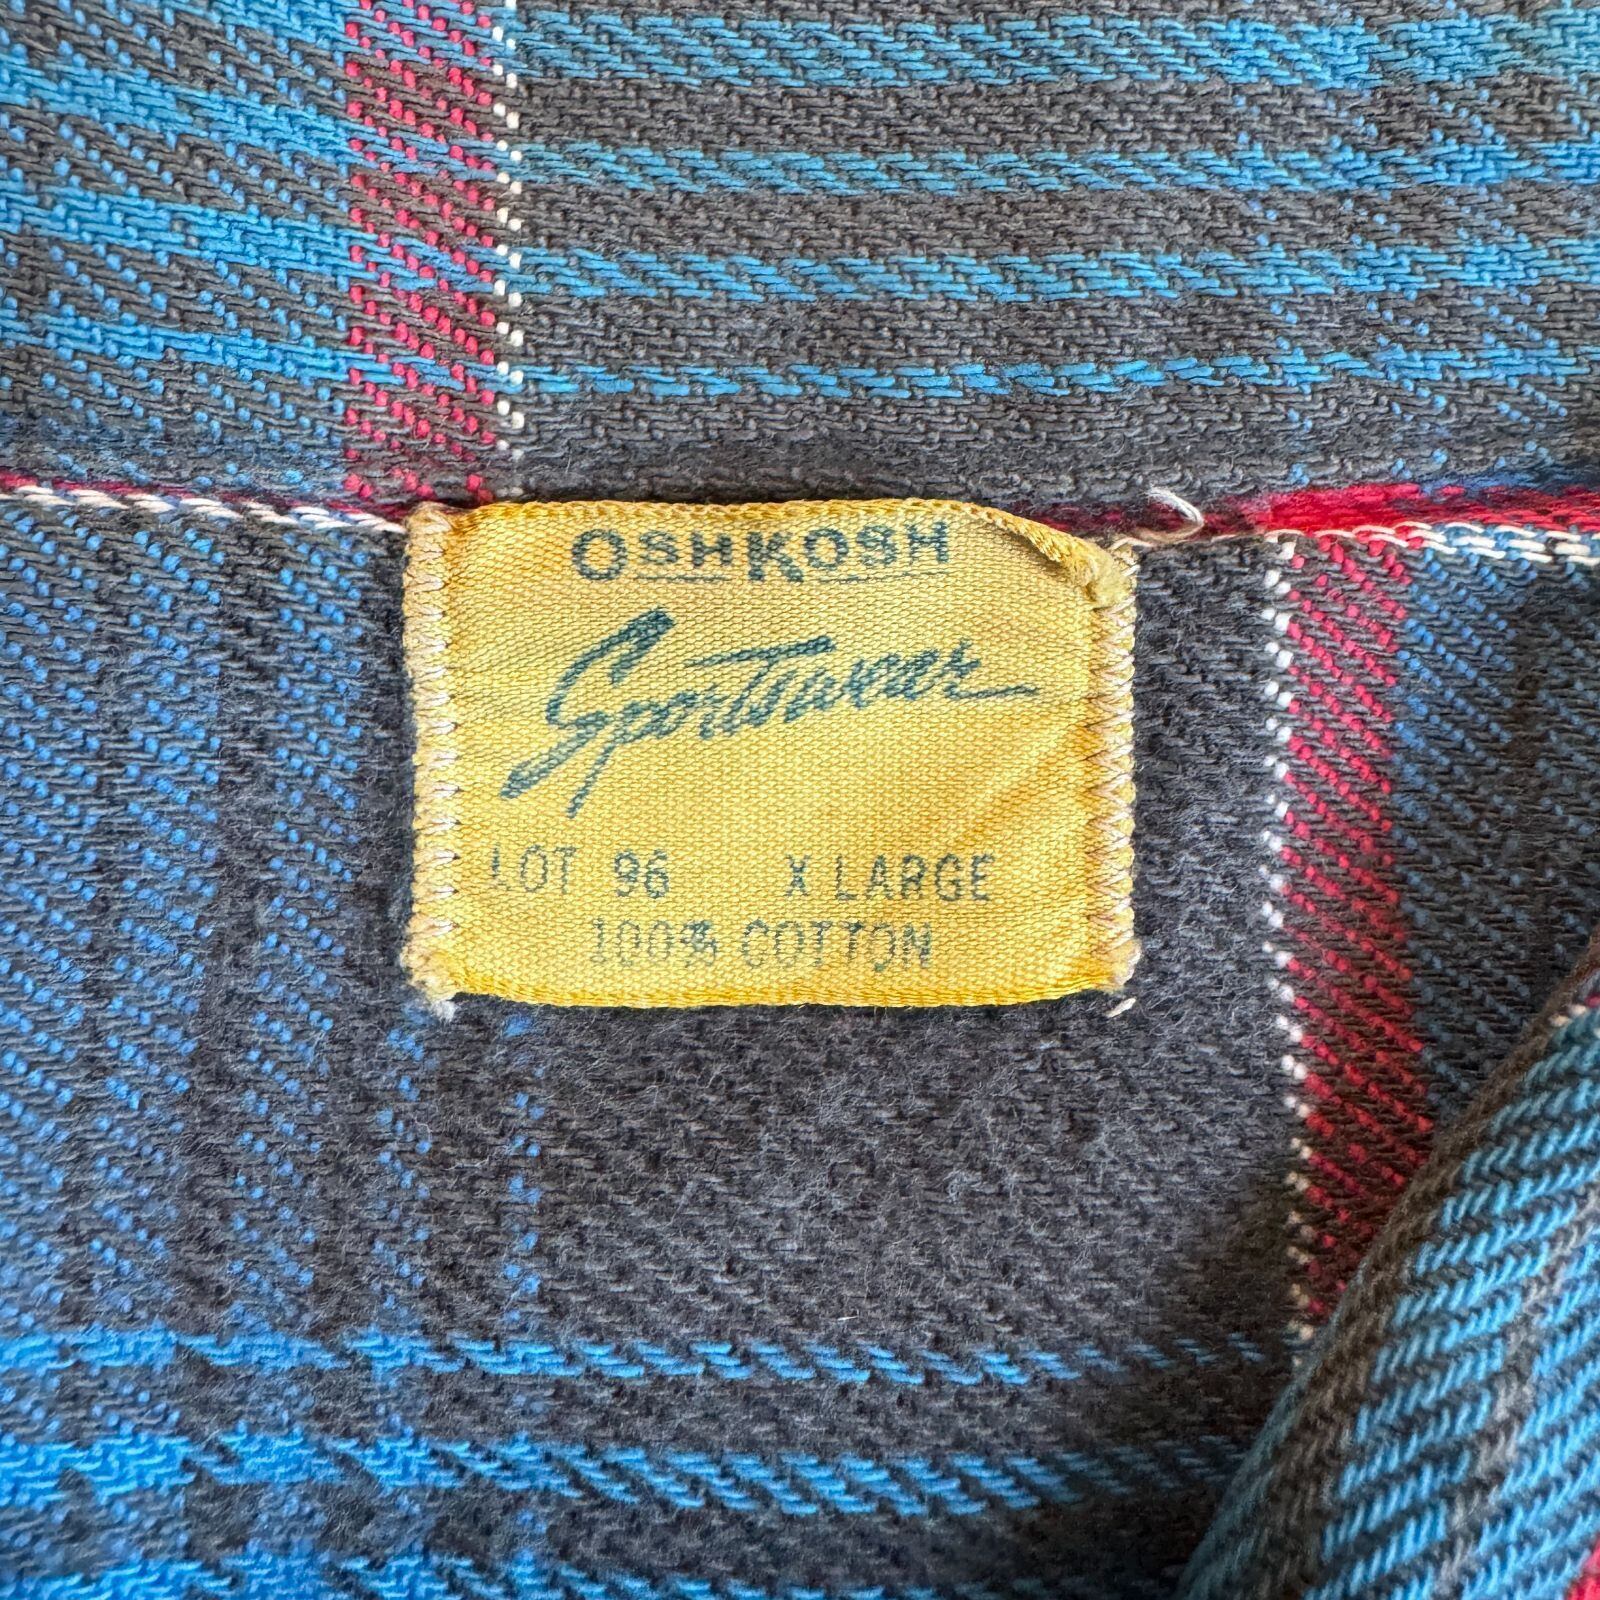 OSHKOSH
Sportswear
LOT 96 X LARGE
100% COTTON